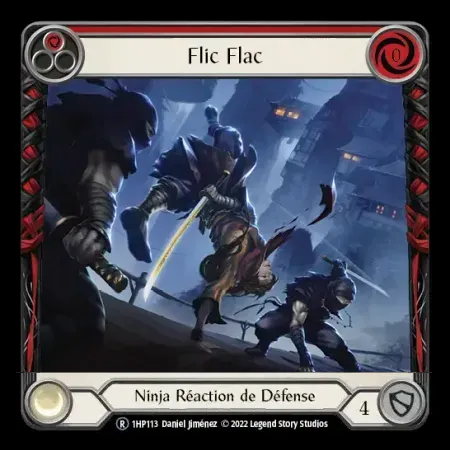 Flic Flac
0
Ninja Réaction de Défense
4
R 1HP113 Daniel Jiménez © 2022 Legend Story Studios